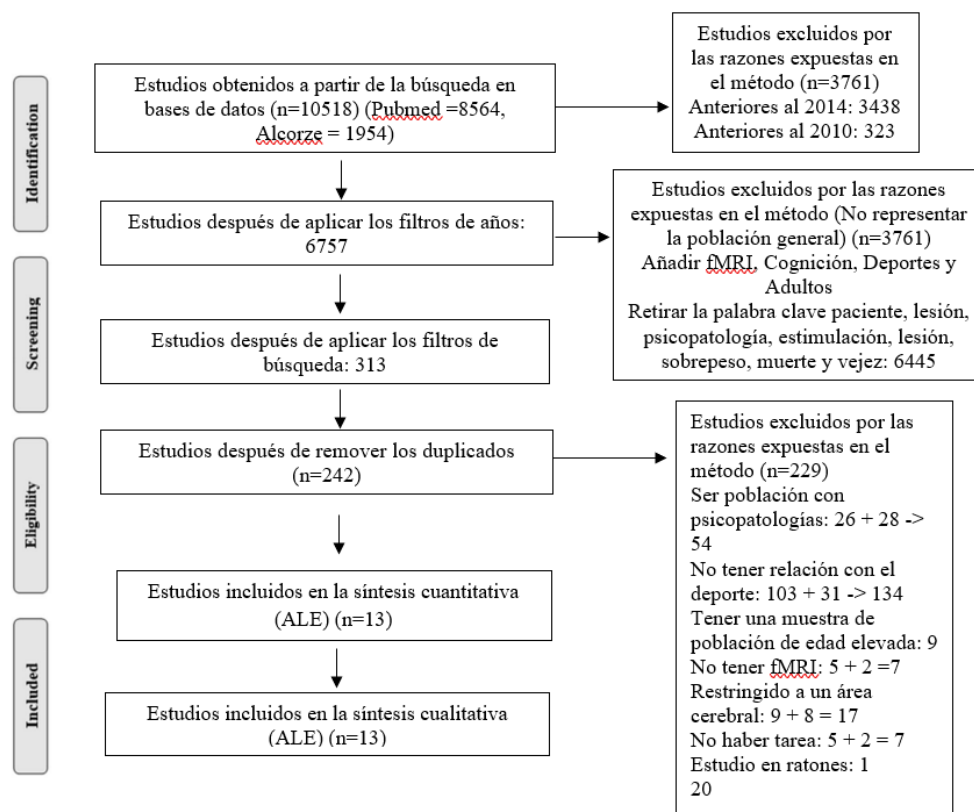 Identification
Estudios obtenidos a partir de la búsqueda en
bases de datos (n=10518) (Pubmed =8564,
Alcorze = 1954)
Estudios excluidos por
las razones expuestas en
el método (n=3761)
Anteriores al 2014: 3438
Anteriores al 2010: 323
Estudios después de aplicar los filtros de años:
6757
Estudios excluidos por las razones
expuestas en el método (No representar
la población general) (n=3761)
Añadir fMRI, Cognición, Deportes y
Adultos
Retirar la palabra clave paciente, lesión,
psicopatología, estimulación, lesión,
sobrepeso, muerte y vejez: 6445
Screening
Estudios después de aplicar los filtros de
búsqueda: 313
Eligibility
Estudios después de remover los duplicados
(n=242)
Estudios excluidos por las
razones expuestas en el
método (n=229)
Ser población con
psicopatologías: 26 + 28 ->
54
No tener relación con el
deporte: 103 + 31 -> 134
Tener una muestra de
población de edad elevada: 9
No tener fMRI: 5 + 2 =7
Restringido a un área
cerebral: 9 + 8 = 17
No haber tarea: 5 + 2 = 7
Estudio en ratones: 1
20
Estudios incluidos en la síntesis cuantitativa
(ALE) (n=13)
Included
Estudios incluidos en la síntesis cualitativa
(ALE) (n=13)